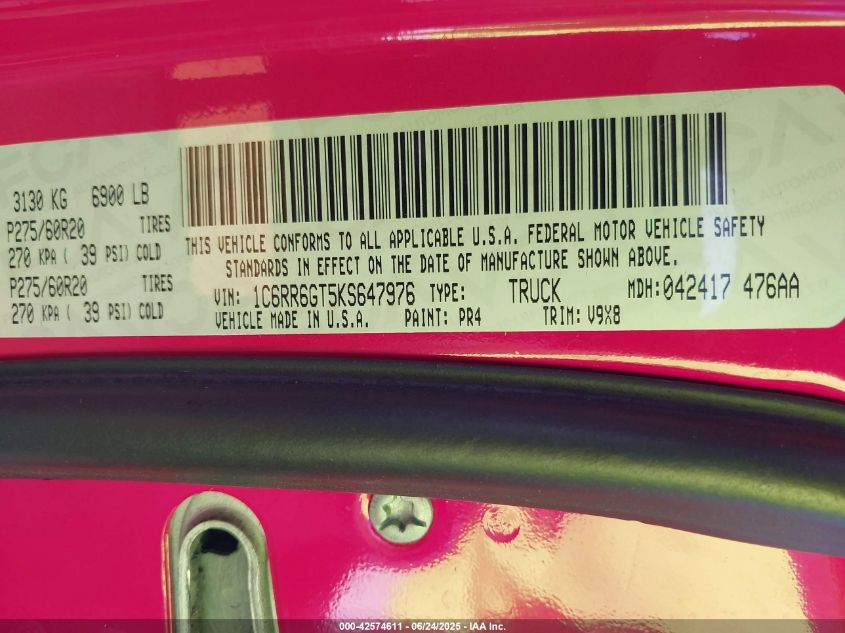 3130 KG 6900 LB
P275/60R20 TIRES
270 KPA ( 39 PSI) COLD
P275/60R20 TIRES
270 KPA ( 39 PSI) COLD
THIS VEHICLE CONFORMS TO ALL APPLICABLE U.S.A. FEDERAL MOTOR VEHICLE SAFETY
STANDARDS IN EFFECT ON THE DATE OF MANUFACTURE SHOWN ABOVE.
VIN: 1C6RR6GT5KS647976 TYPE: TRUCK MDH:042417 476AA
VEHICLE MADE IN U.S.A. PAINT: PR4 TRIM: V9X8
000-42574611 - 06/24/2025 - IAA Inc.